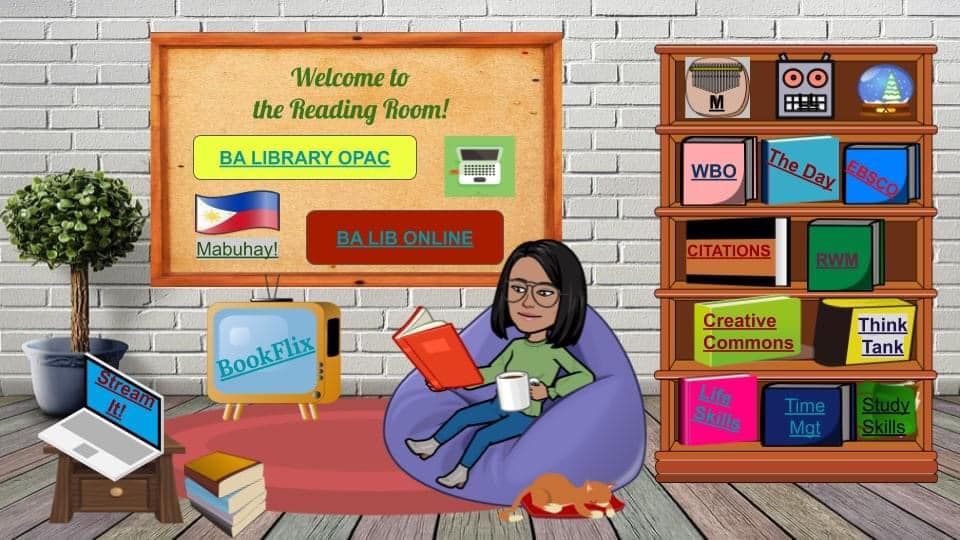 Welcome to
the Reading Room!
BA LIBRARY OPAC
Mabuhay!
BA LIB ONLINE
BookFlix
Stream
It!
M
WBO
The Day
EBSCO
CITATIONS
RWM
Creative
Commons
Think
Tank
Life
Skills
Time
Mgt
Study
Skills